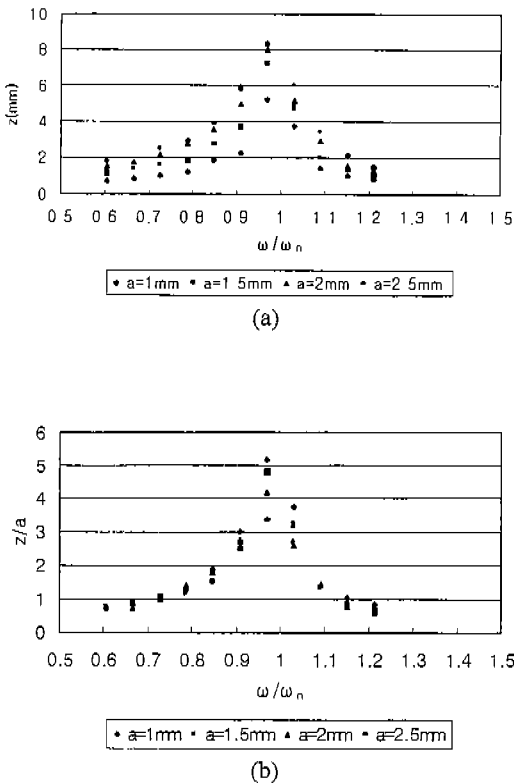 10
8
6
4
2
0
z(mm)
0 5 0 6 0 7 0 8 0 9 1 1 1 1 2 1 3 1 4 1 5
ω/ωn
a=1mm a=1 5mm a=2mm a=2 5mm
(a)
6
5
4
3
2
1
0
z/a
0.5 0.6 0.7 0.8 0.9 1 1.1 1.2 1.3 1.4 1.5
ω/ωn
a=1mm a=1.5mm a=2mm a=2.5mm
(b)